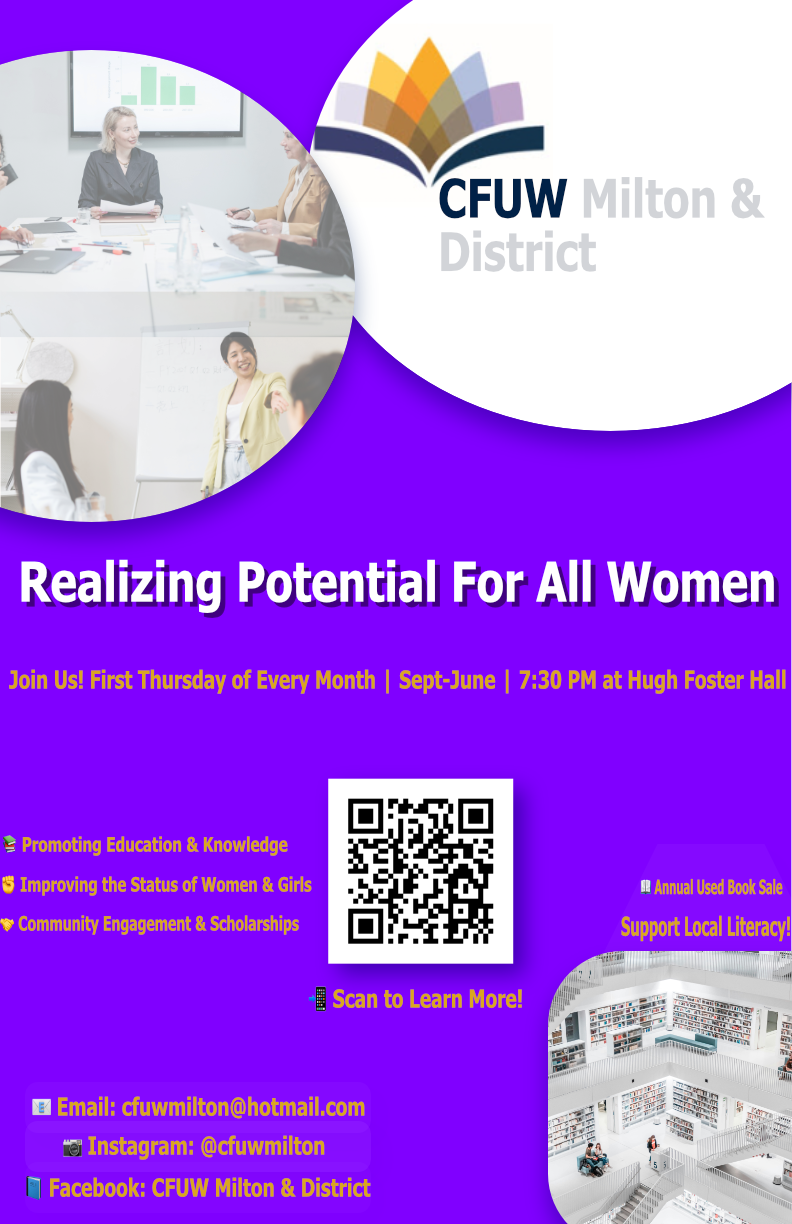 CFUW Milton &
District
Realizing Potential For All Women
Join Us! First Thursday of Every Month | Sept-June | 7:30 PM at Hugh Foster Hall
📚 Promoting Education & Knowledge
✊ Improving the Status of Women & Girls
🤝 Community Engagement & Scholarships
📲 Scan to Learn More!
📖 Annual Used Book Sale
Support Local Literacy!
📧 Email: cfuwmilton@hotmail.com
📷 Instagram: @cfuwmilton
📘 Facebook: CFUW Milton & District